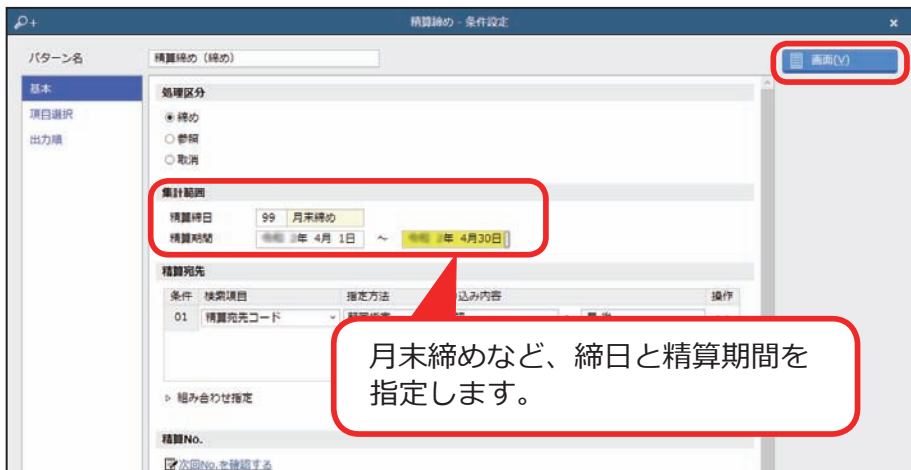 精算締め - 条件設定
パターン名 精算締め（締め） 画面(V)
基本
項目選択
出力順
処理区分
締め
参照
取消
集計範囲
精算締日 99 月末締め
精算期間 年 4月 1日 ～ 年 4月30日
精算宛先
条件 検索項目 指定方法 込み内容 操作
01 精算宛先コード
月末締めなど、締日と精算期間を
指定します。
組み合わせ指定
精算No.
次回No.を確認する